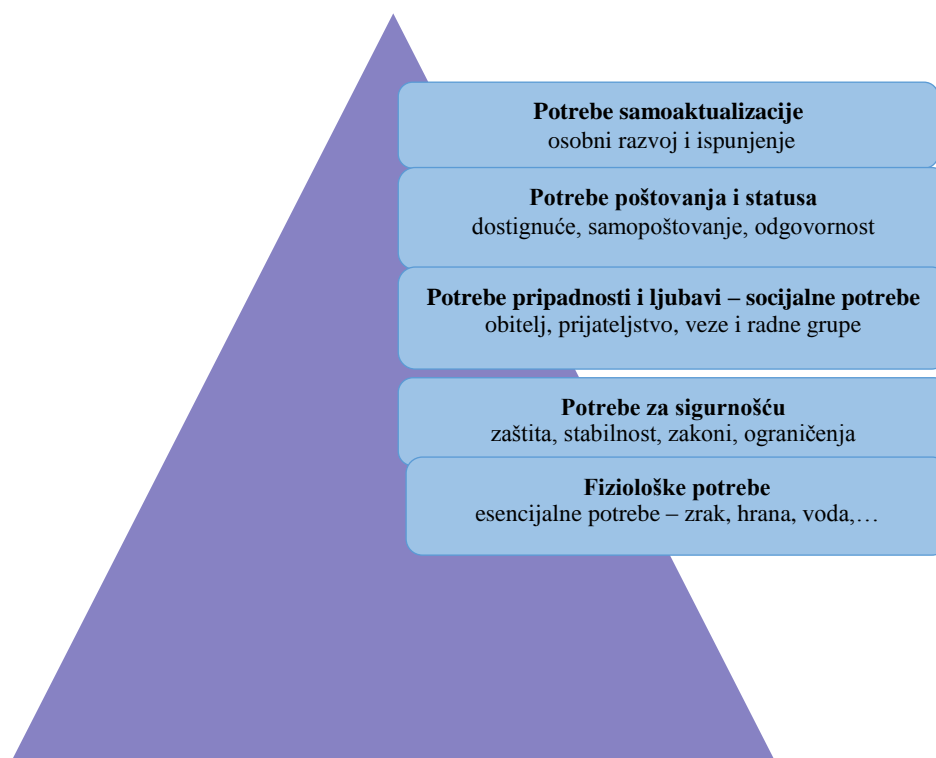 Potrebe samoaktualizacije
osobni razvoj i ispunjenje
Potrebe poštovanja i statusa
dostignuće, samopoštovanje, odgovornost
Potrebe pripadnosti i ljubavi – socijalne potrebe
obitelj, prijateljstvo, veze i radne grupe
Potrebe za sigurnošću
zaštita, stabilnost, zakoni, ograničenja
Fiziološke potrebe
esencijalne potrebe – zrak, hrana, voda,…